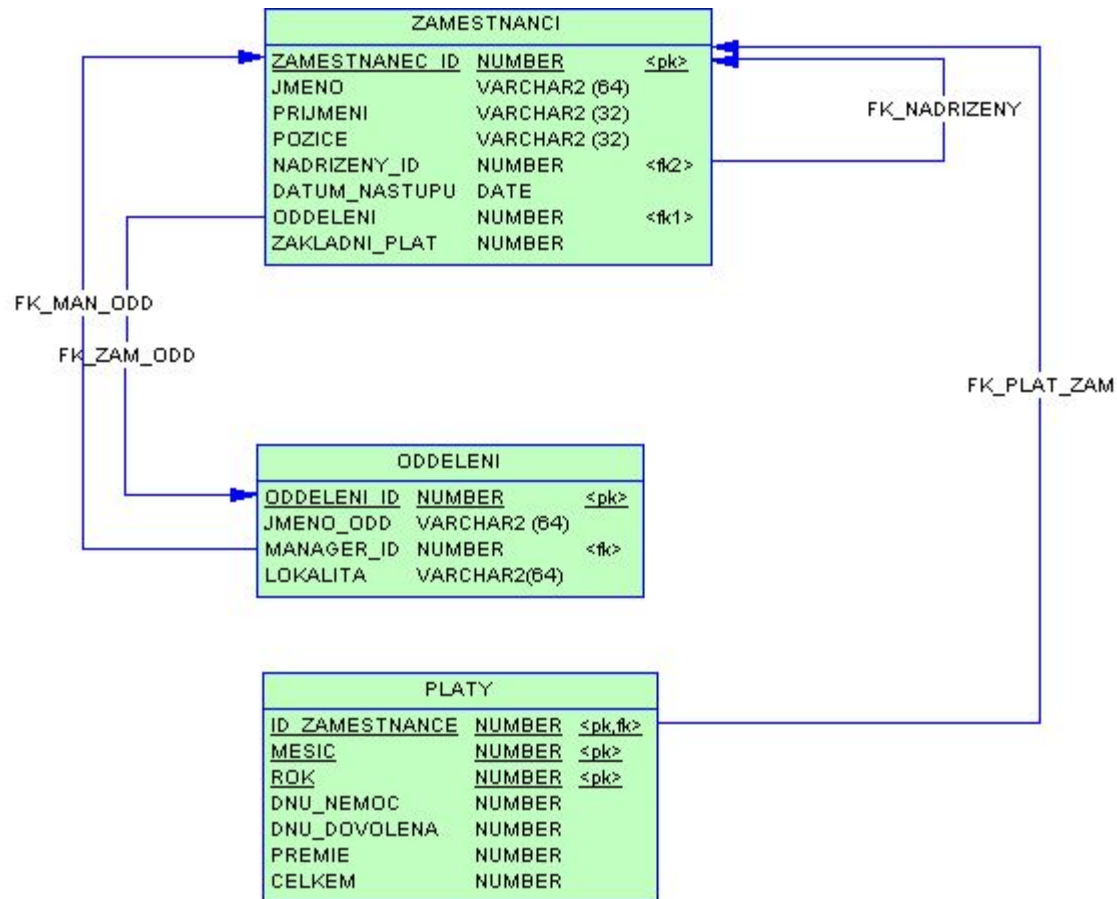 ZAMESTNANCI
ZAMESTNANEC_ID NUMBER <pk>
JMENO VARCHAR2 (64)
PRIJMENI VARCHAR2 (32)
POZICE VARCHAR2 (32)
NADRIZENY_ID NUMBER <fk2>
DATUM_NASTUPU DATE
ODDELENI NUMBER <fk1>
ZAKLADNI_PLAT NUMBER
FK_NADRIZENY
FK_MAN_ODD
FK_ZAM_ODD
FK_PLAT_ZAM
ODDELENI
ODDELENI_ID NUMBER <pk>
JMENO_ODD VARCHAR2 (64)
MANAGER_ID NUMBER <fk>
LOKALITA VARCHAR2(64)
PLATY
ID_ZAMESTNANCE NUMBER <pk,fk>
MESIC NUMBER <pk>
ROK NUMBER <pk>
DNU_NEMOC NUMBER
DNU_DOVOLENA NUMBER
PREMIE NUMBER
CELKEM NUMBER